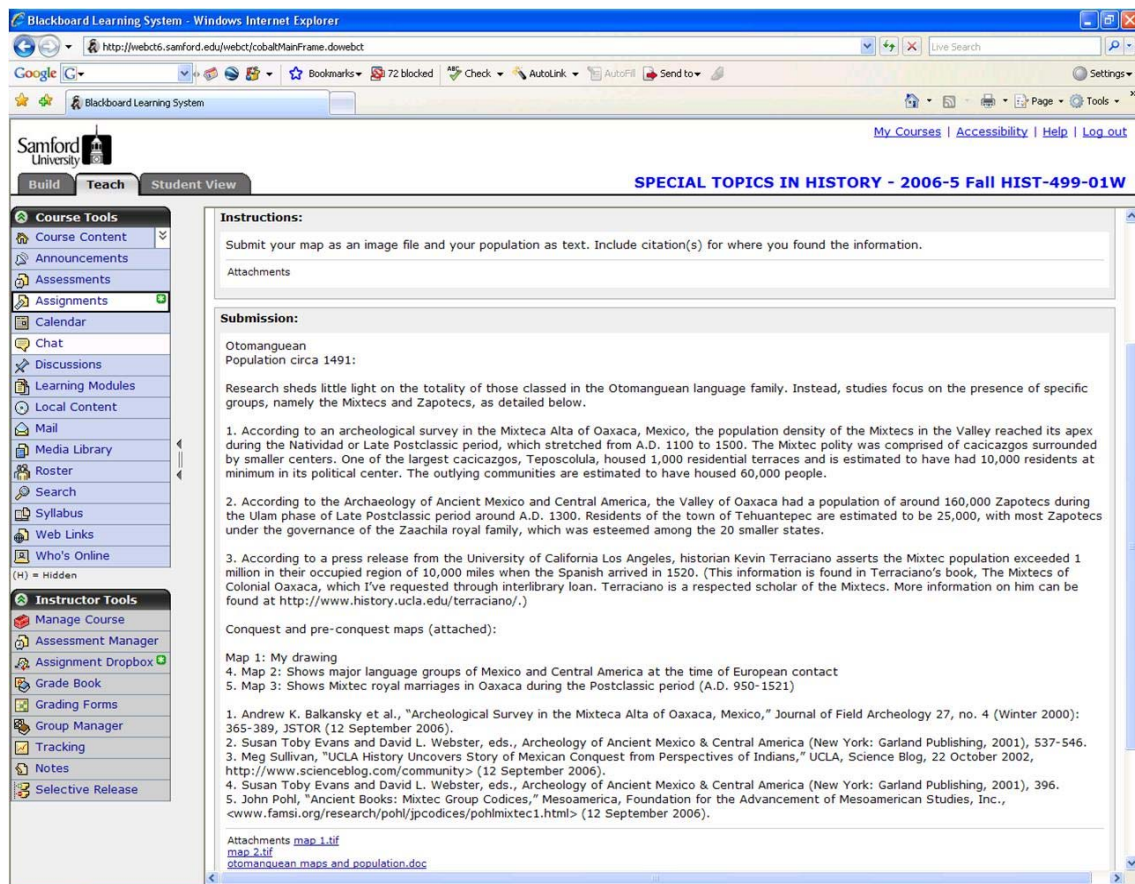 Blackboard Learning System - Windows Internet Explorer
http://webct6.samford.edu/webct/cobaltMainFrame.dowebct
Live Search
Google
Bookmarks
72 blocked
Check
AutoLink
AutoFill
Send to
Settings
Blackboard Learning System
Page
Tools
Samford
University
My Courses | Accessibility | Help | Log out
Build
Teach
Student View
SPECIAL TOPICS IN HISTORY - 2006-5 Fall HIST-499-01W
Course Tools
Course Content
Announcements
Assessments
Assignments
Calendar
Chat
Discussions
Learning Modules
Local Content
Mail
Media Library
Roster
Search
Syllabus
Web Links
Who's Online
(H) = Hidden
Instructor Tools
Manage Course
Assessment Manager
Assignment Dropbox
Grade Book
Grading Forms
Group Manager
Tracking
Notes
Selective Release
Instructions:
Submit your map as an image file and your population as text. Include citation(s) for where you found the information.
Attachments
Submission:
Otomanguean
Population circa 1491:
Research sheds little light on the totality of those classed in the Otomanguean language family. Instead, studies focus on the presence of specific
groups, namely the Mixtecs and Zapotecs, as detailed below.
1. According to an archeological survey in the Mixteca Alta of Oaxaca, Mexico, the population density of the Mixtecs in the Valley reached its apex
during the Natividad or Late Postclassic period, which stretched from A.D. 1100 to 1500. The Mixtec polity was comprised of cacicazgos surrounded
by smaller centers. One of the largest cacicazgos, Teposcolula, housed 1,000 residential terraces and is estimated to have had 10,000 residents at
minimum in its political center. The outlying communities are estimated to have housed 60,000 people.
2. According to the Archaeology of Ancient Mexico and Central America, the Valley of Oaxaca had a population of around 160,000 Zapotecs during
the Ulam phase of Late Postclassic period around A.D. 1300. Residents of the town of Tehuantepec are estimated to be 25,000, with most Zapotecs
under the governance of the Zaachila royal family, which was esteemed among the 20 smaller states.
3. According to a press release from the University of California Los Angeles, historian Kevin Terraciano asserts the Mixtec population exceeded 1
million in their occupied region of 10,000 miles when the Spanish arrived in 1520. (This information is found in Terraciano's book, The Mixtecs of
Colonial Oaxaca, which I've requested through interlibrary loan. Terraciano is a respected scholar of the Mixtecs. More information on him can be
found at http://www.history.ucla.edu/terraciano/.)
Conquest and pre-conquest maps (attached):
Map 1: My drawing
4. Map 2: Shows major language groups of Mexico and Central America at the time of European contact
5. Map 3: Shows Mixtec royal marriages in Oaxaca during the Postclassic period (A.D. 950-1521)
1. Andrew K. Balkansky et al., "Archeological Survey in the Mixteca Alta of Oaxaca, Mexico," Journal of Field Archeology 27, no. 4 (Winter 2000):
365-389, JSTOR (12 September 2006).
2. Susan Toby Evans and David L. Webster, eds., Archeology of Ancient Mexico & Central America (New York: Garland Publishing, 2001), 537-546.
3. Meg Sullivan, "UCLA History Uncovers Story of Mexican Conquest from Perspectives of Indians," UCLA, Science Blog, 22 October 2002,
http://www.scienceblog.com/community> (12 September 2006).
4. Susan Toby Evans and David L. Webster, eds., Archeology of Ancient Mexico & Central America (New York: Garland Publishing, 2001), 396.
5. John Pohl, "Ancient Books: Mixtec Group Codices," Mesoamerica, Foundation for the Advancement of Mesoamerican Studies, Inc.,
<www.famsi.org/research/pohl/jpcodices/pohlmixtec1.html> (12 September 2006).
Attachments map 1.tif
map 2.tif
otomanguean maps and population.doc